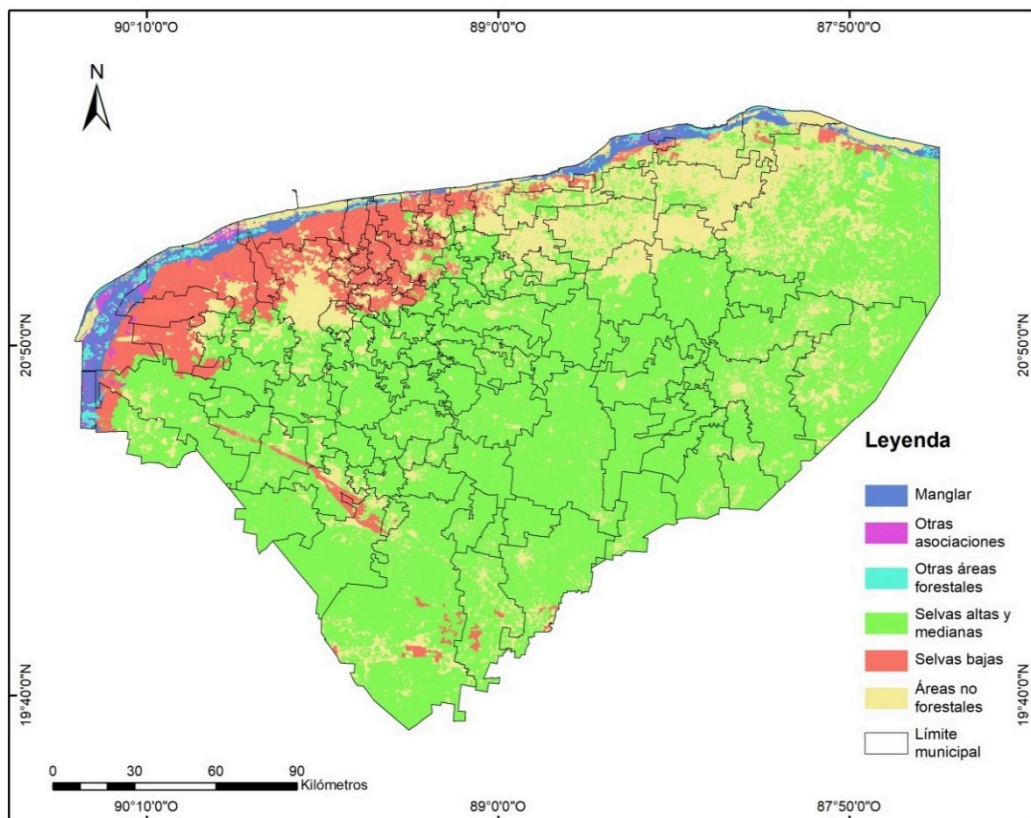 90°10'0"O
89°0'0"O
87°50'0"O
N
20°50'0"N
20°50'0"N
Leyenda
Manglar
Otras
asociaciones
Otras áreas
forestales
Selvas altas y
medianas
Selvas bajas
Áreas no
forestales
Límite
municipal
19°40'0"N
19°40'0"N
0 30 60 90
Kilómetros
90°10'0"O
89°0'0"O
87°50'0"O